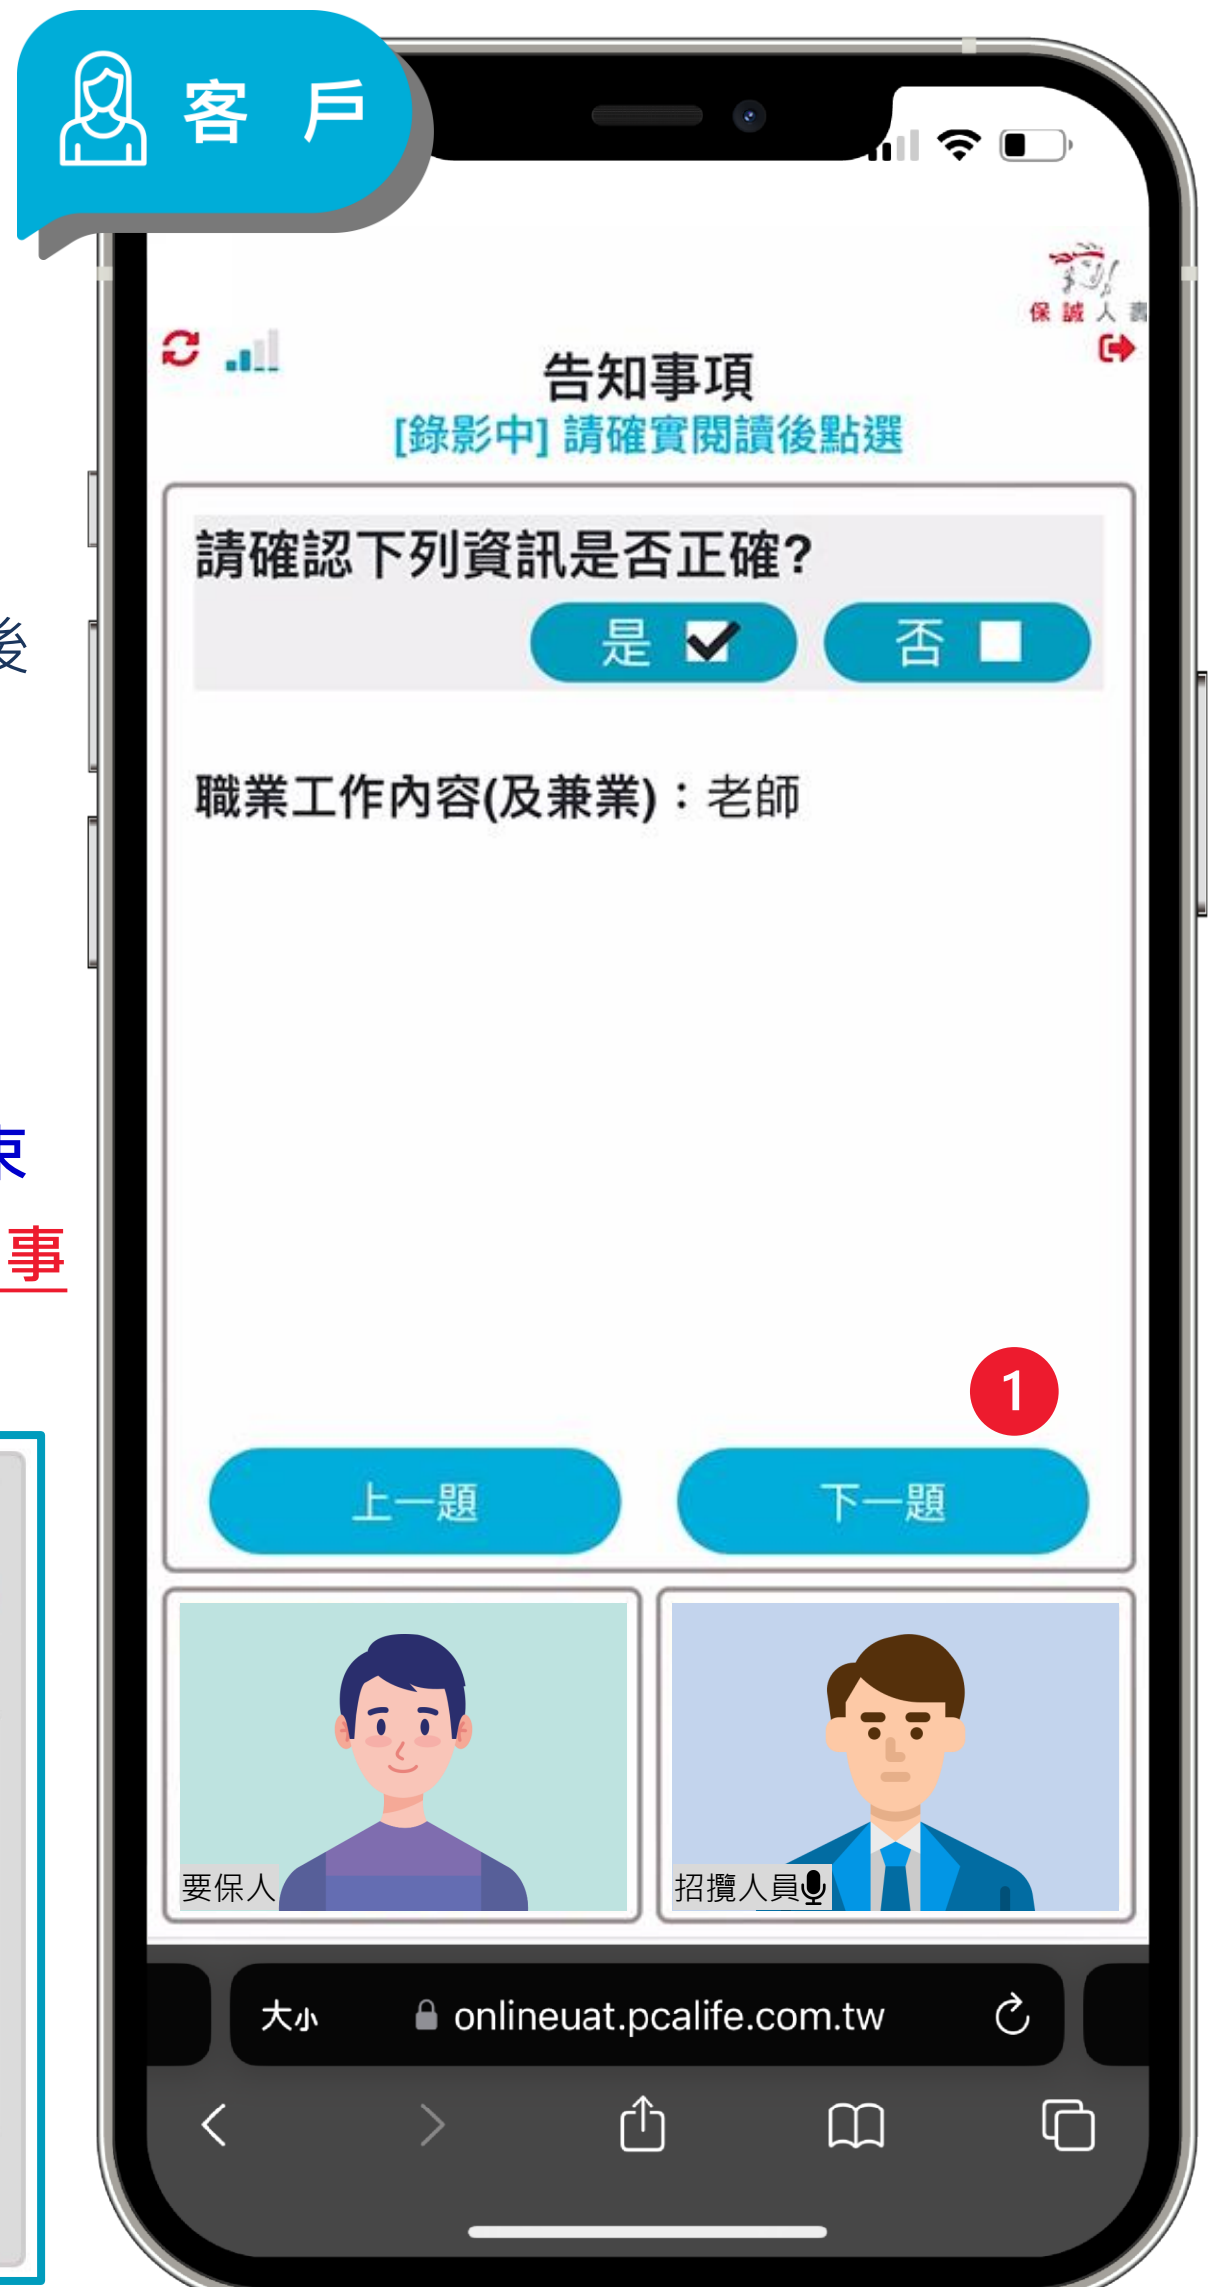 客 戶
保誠人壽
告知事項
[錄影中] 請確實閱讀後點選
請確認下列資訊是否正確?
是
否
後
職業工作內容(及兼業)：老師
束
事
1
上一題
下一題
要保人
招攬人員
大小
onlineuat.pcalife.com.tw